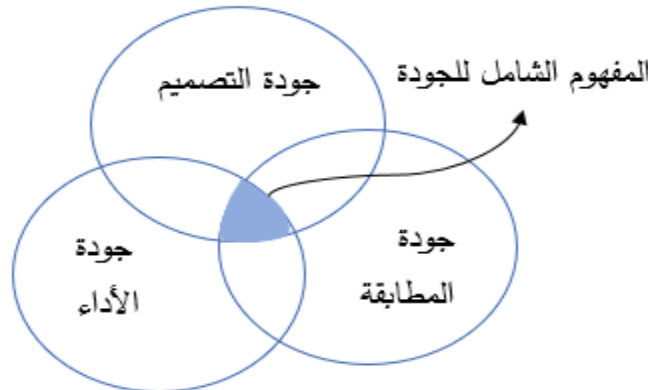 جودة التصميم
المفهوم الشامل للجودة
جودة
المطابقة
جودة
الأداء